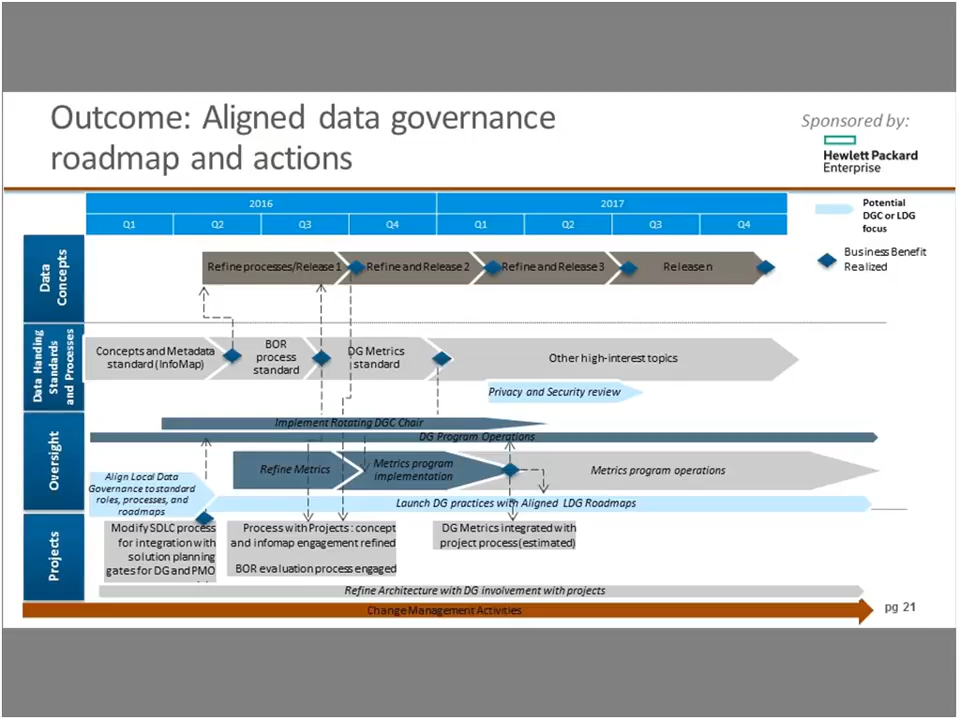 Outcome: Aligned data governance
roadmap and actions
Sponsored by:
Hewlett Packard
Enterprise
2016
2017
Q1
Q2
Q3
Q4
Q1
Q2
Q3
Q4
Potential
DGC or LDG
focus
Business Benefit
Realized
Data
Concepts
Refine processes/Release 1
Refine and Release 2
Refine and Release 3
Release n
Data Handing
Standards
and Processes
Concepts and Metadata
standard (InfoMap)
BOR
process
standard
DG Metrics
standard
Other high-interest topics
Privacy and Security review
Oversight
Implement Rotating DGC Chair
DG Program Operations
Refine Metrics
Metrics program
implementation
Metrics program operations
Align Local Data
Governance to standard
roles, processes, and
roadmaps
Launch DG practices with Aligned LDG Roadmaps
Projects
Modify SDLC process
for integration with
solution planning
gates for DG and PMO
Process with Projects : concept
and infomap engagement refined
BOR evaluation process engaged
DG Metrics integrated with
project process (estimated)
Refine Architecture with DG involvement with projects
Change Management Activities
pg 21